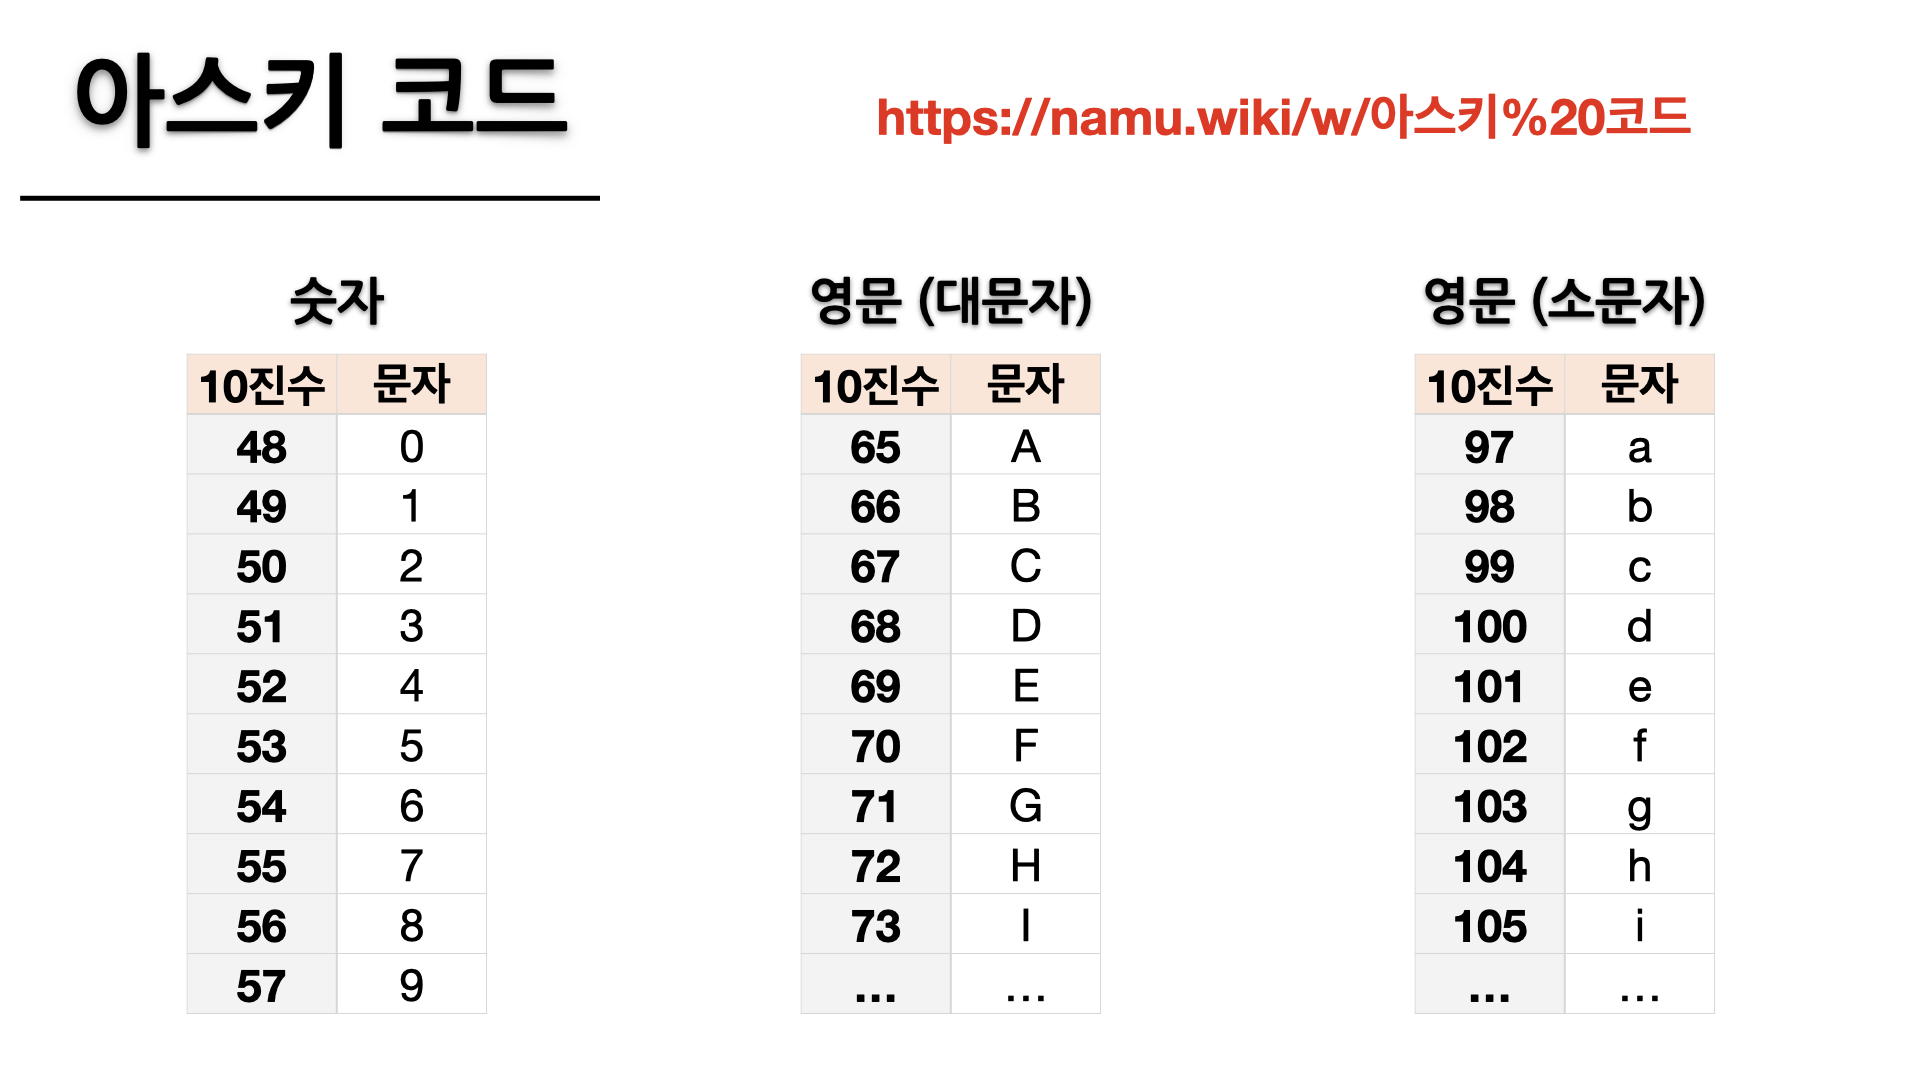 아스키 코드
https://namu.wiki/w/아스키%20코드
숫자
10진수 문자
48 0
49 1
50 2
51 3
52 4
53 5
54 6
55 7
56 8
57 9
영문 (대문자)
10진수 문자
65 A
66 B
67 C
68 D
69 E
70 F
71 G
72 H
73 I
... ...
영문 (소문자)
10진수 문자
97 a
98 b
99 c
100 d
101 e
102 f
103 g
104 h
105 i
... ...